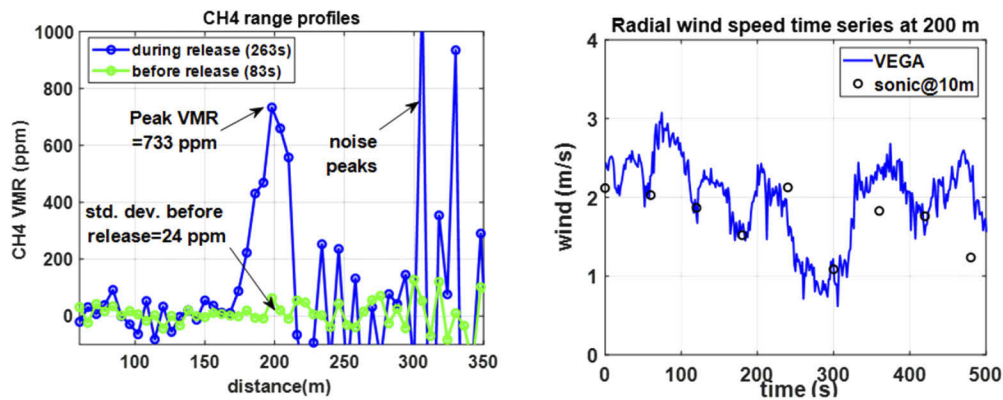 CH4 range profiles
1000
800
600
400
200
0
CH4 VMR (ppm)
during release (263s)
before release (83s)
Peak VMR
=733 ppm
noise
peaks
std. dev. before
release=24 ppm
100
150
200
250
300
350
distance(m)
Radial wind speed time series at 200 m
4
3
2
1
0
wind (m/s)
VEGA
sonic@10m
0
100
200
300
400
500
time (s)